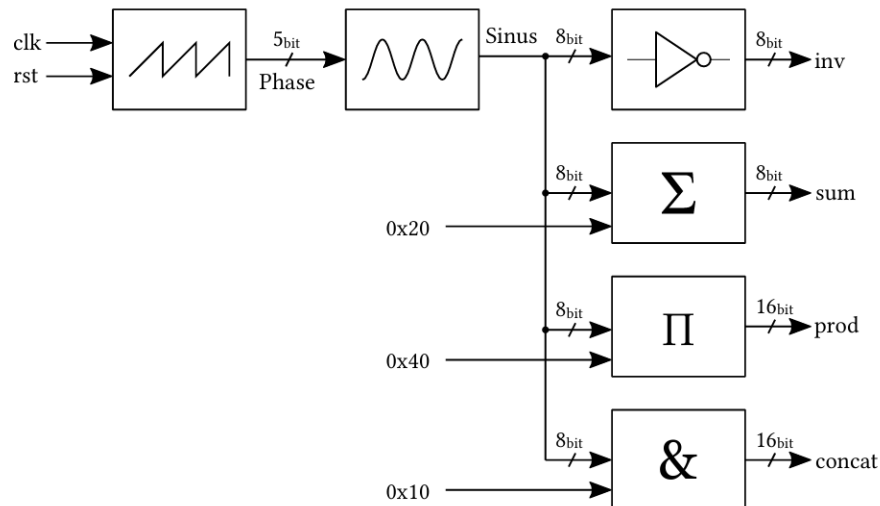 clk
rst
5bit
Phase
Sinus
8bit
8bit
inv
8bit
Σ
8bit
sum
0x20
8bit
Π
16bit
prod
0x40
8bit
&
16bit
concat
0x10